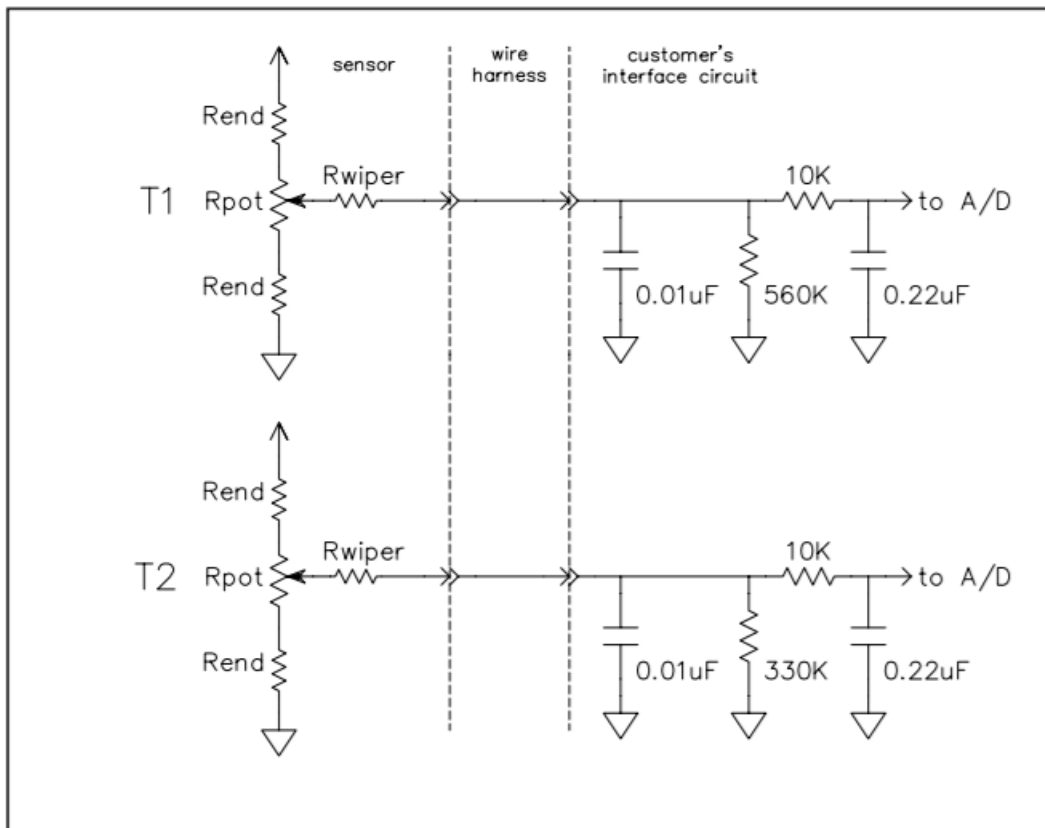 sensor
wire
harness
customer's
interface circuit
Rend
T1 Rpot
Rwiper
Rend
10K
to A/D
0.01uF
560K
0.22uF
Rend
T2 Rpot
Rwiper
Rend
10K
to A/D
0.01uF
330K
0.22uF